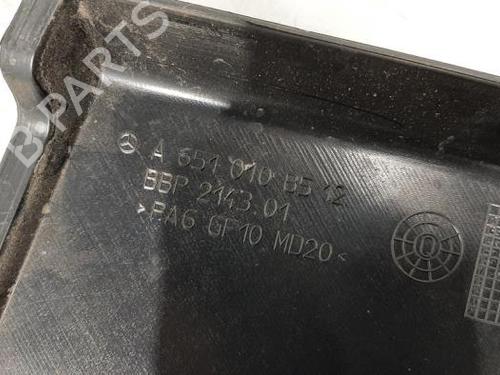 A 651 010 85 12
BBP 2143 01
>PA6 GF10 MD20<
B-PARTS